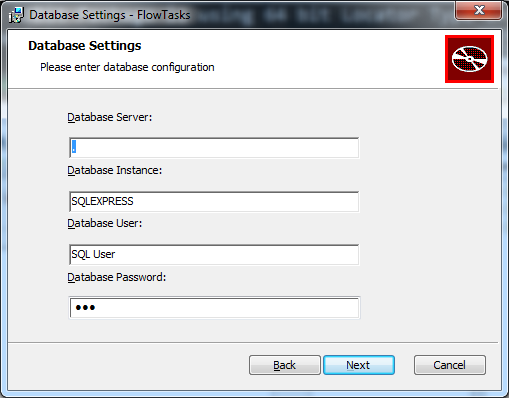 Database Settings - FlowTasks
Database Settings
Please enter database configuration
Database Server:
.
Database Instance:
SQLEXPRESS
Database User:
SQL User
Database Password:
●●●
Back Next Cancel